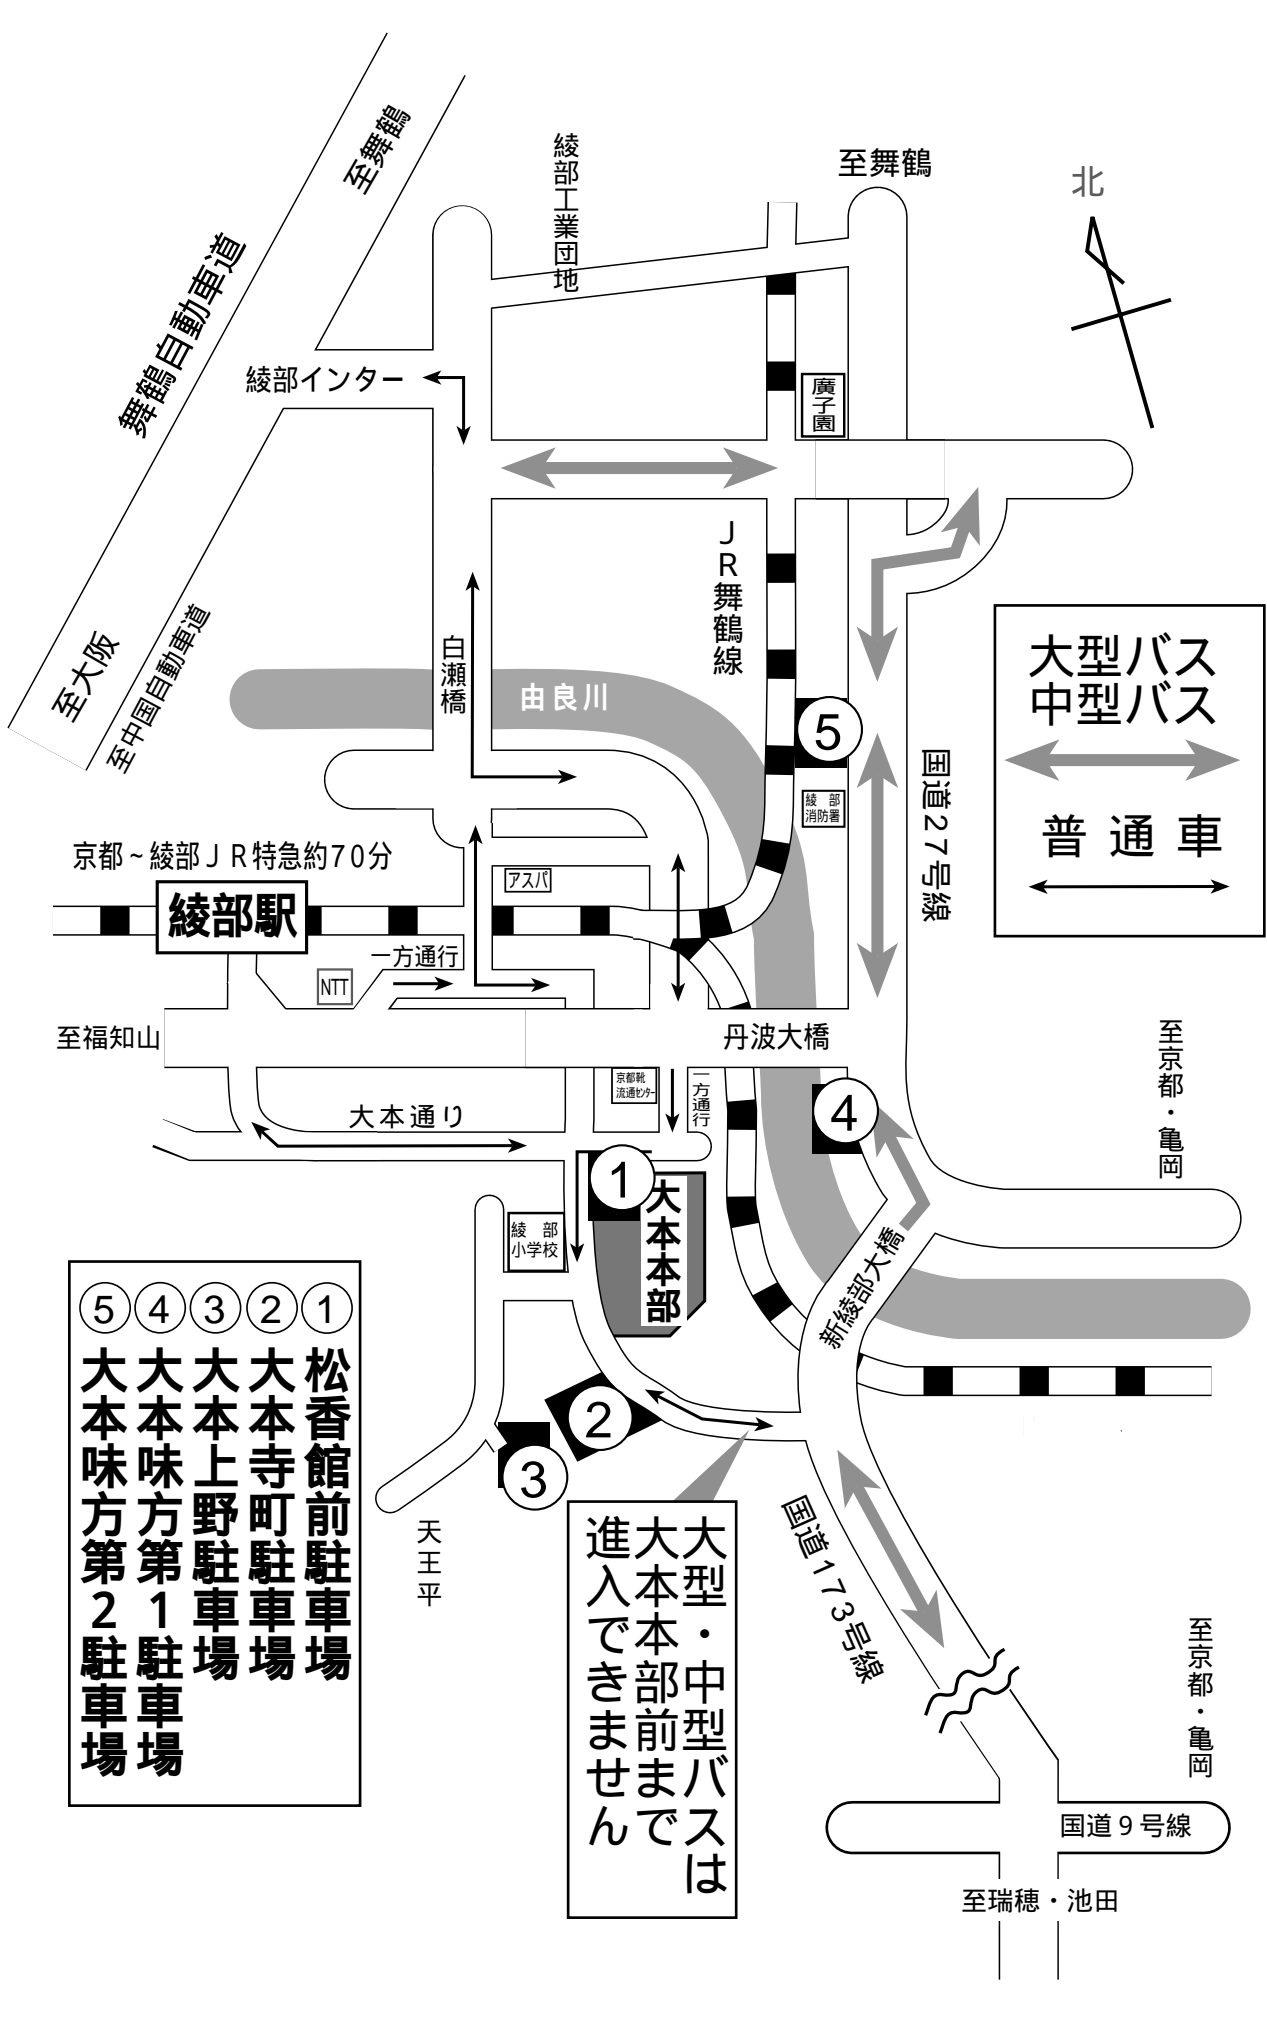 至舞鶴
舞鶴自動車道
綾部工業団地
至舞鶴
北
綾部インター
廣子園
JR舞鶴線
至大阪
至中国自動車道
白瀬橋
由良川
大型バス
中型バス
普通車
⑤
綾部
消防署
国道27号線
京都~綾部JR特急約70分
綾部駅
アスパ
一方通行
NTT
至福知山
丹波大橋
至京都・亀岡
京都靴
流通センター
一方通行
大本通り
④
①
大本本部
綾部
小学校
新綾部大橋
①松香館前駐車場
②大本寺町駐車場
③大本上野駐車場
④大本味方第1駐車場
⑤大本味方第2駐車場
②
③
天王平
大型・中型バスは
大本本部前まで
進入できません
国道173号線
至京都・亀岡
国道9号線
至瑞穂・池田